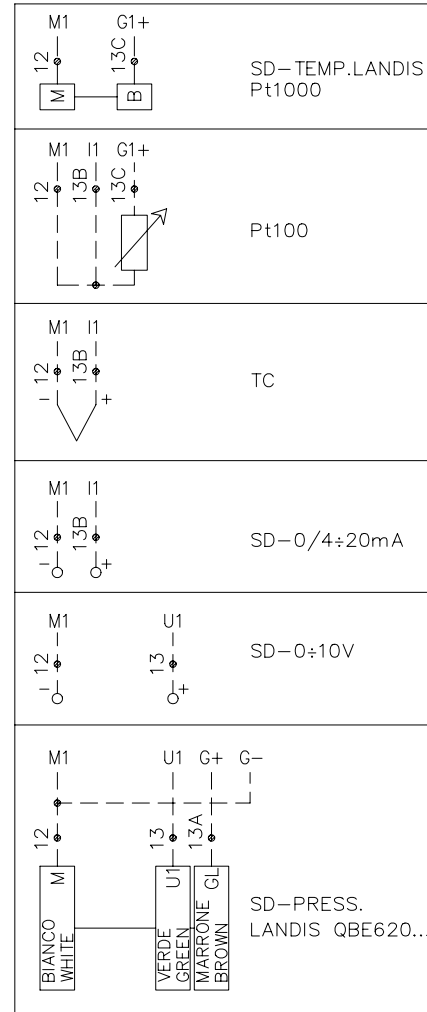 M1 G1+
12 13C
M B
SD-TEMP.LANDIS
Pt1000
M1 I1 G1+
12 13B 13C
Pt100
M1 I1
12 13B
- +
TC
M1 I1
12 13B
- +
SD-0/4÷20mA
M1 U1
12 13
- +
SD-0÷10V
M1 U1 G+ G-
12 13 13A
M U1 GL
BIANCO
WHITE
VERDE
GREEN
MARRONE
BROWN
SD-PRESS.
LANDIS QBE620...